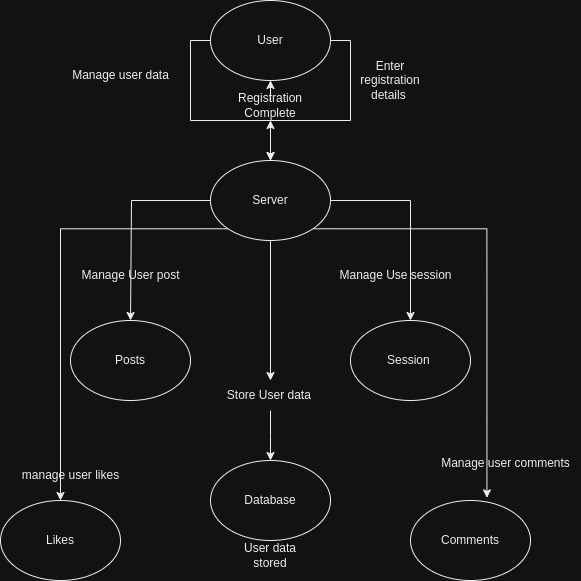 User
Manage user data
Enter
registration
details
Registration
Complete
Server
Manage User post
Manage Use session
Posts
Session
Store User data
manage user likes
Manage user comments
Database
Likes
Comments
User data
stored